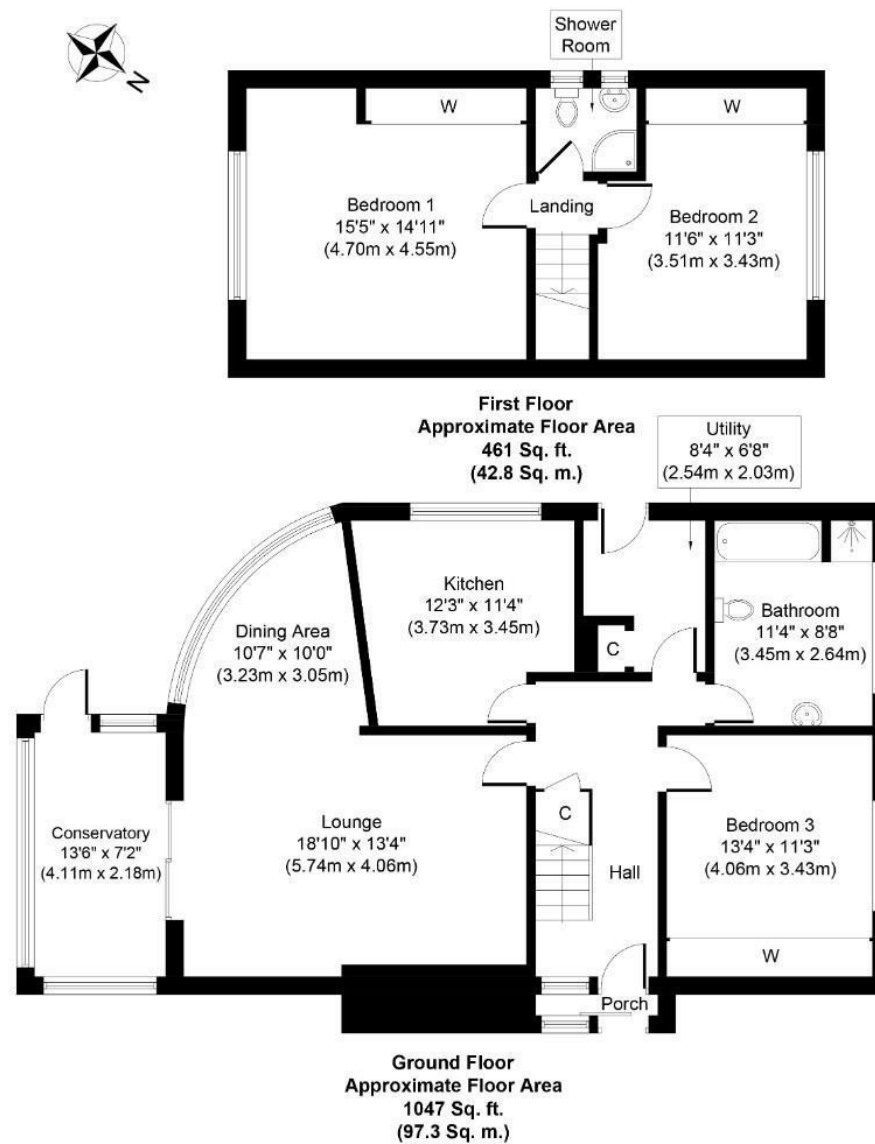 N
Shower
Room
W
W
Bedroom 1
15'5" x 14'11"
(4.70m x 4.55m)
Landing
Bedroom 2
11'6" x 11'3"
(3.51m x 3.43m)
First Floor
Approximate Floor Area
461 Sq. ft.
(42.8 Sq. m.)
Utility
8'4" x 6'8"
(2.54m x 2.03m)
Kitchen
12'3" x 11'4"
(3.73m x 3.45m)
Dining Area
10'7" x 10'0"
(3.23m x 3.05m)
C
Bathroom
11'4" x 8'8"
(3.45m x 2.64m)
Conservatory
13'6" x 7'2"
(4.11m x 2.18m)
Lounge
18'10" x 13'4"
(5.74m x 4.06m)
C
Hall
Bedroom 3
13'4" x 11'3"
(4.06m x 3.43m)
W
Porch
Ground Floor
Approximate Floor Area
1047 Sq. ft.
(97.3 Sq. m.)